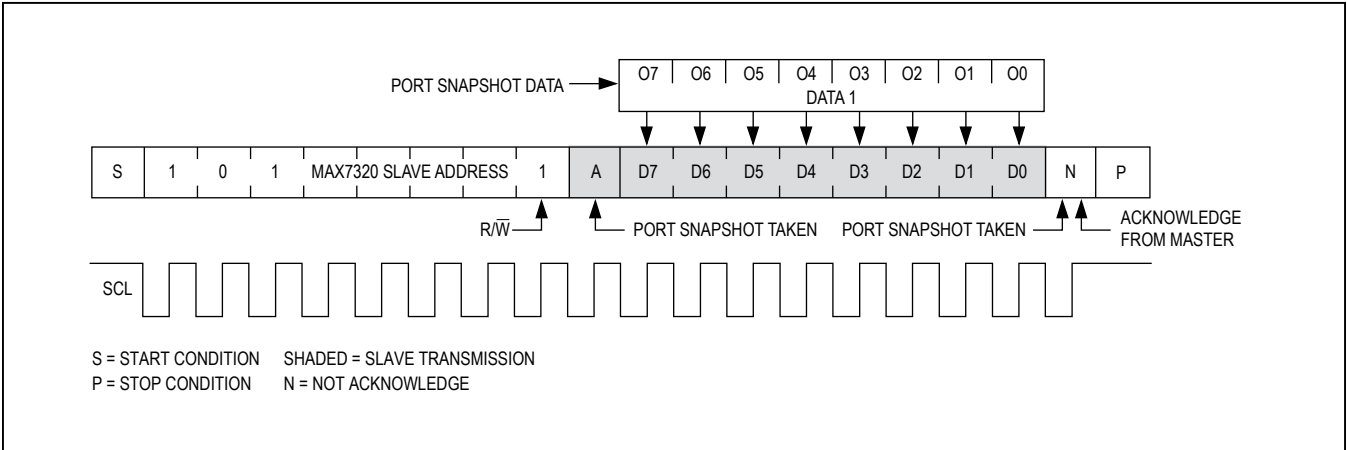 PORT SNAPSHOT DATA
O7 O6 O5 O4 O3 O2 O1 O0
DATA 1
S 1 0 1 MAX7320 SLAVE ADDRESS 1 A D7 D6 D5 D4 D3 D2 D1 D0 N P
R/W̅ PORT SNAPSHOT TAKEN PORT SNAPSHOT TAKEN ACKNOWLEDGE
FROM MASTER
SCL
S = START CONDITION SHADED = SLAVE TRANSMISSION
P = STOP CONDITION N = NOT ACKNOWLEDGE